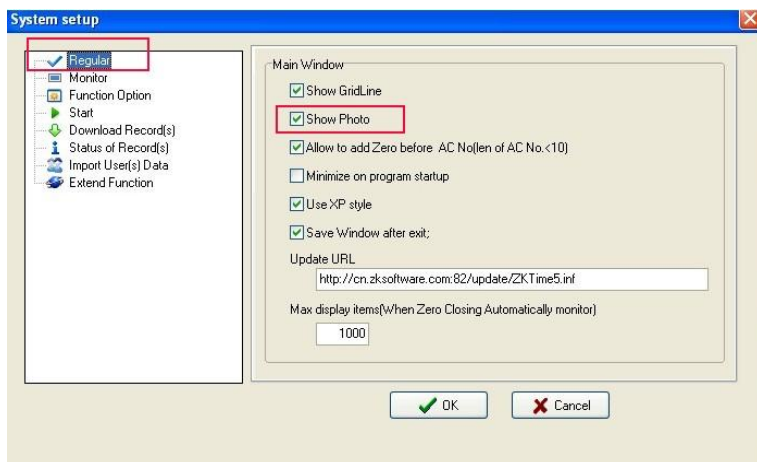 System setup
Regular
Monitor
Function Option
Start
Download Record(s)
Status of Record(s)
Import User(s) Data
Extend Function
Main Window
Show GridLine
Show Photo
Allow to add Zero before AC No(len of AC No.<10)
Minimize on program startup
Use XP style
Save Window after exit;
Update URL
http://cn.zksoftware.com:82/update/ZKTime5.inf
Max display items(When Zero Closing Automatically monitor)
1000
OK
Cancel